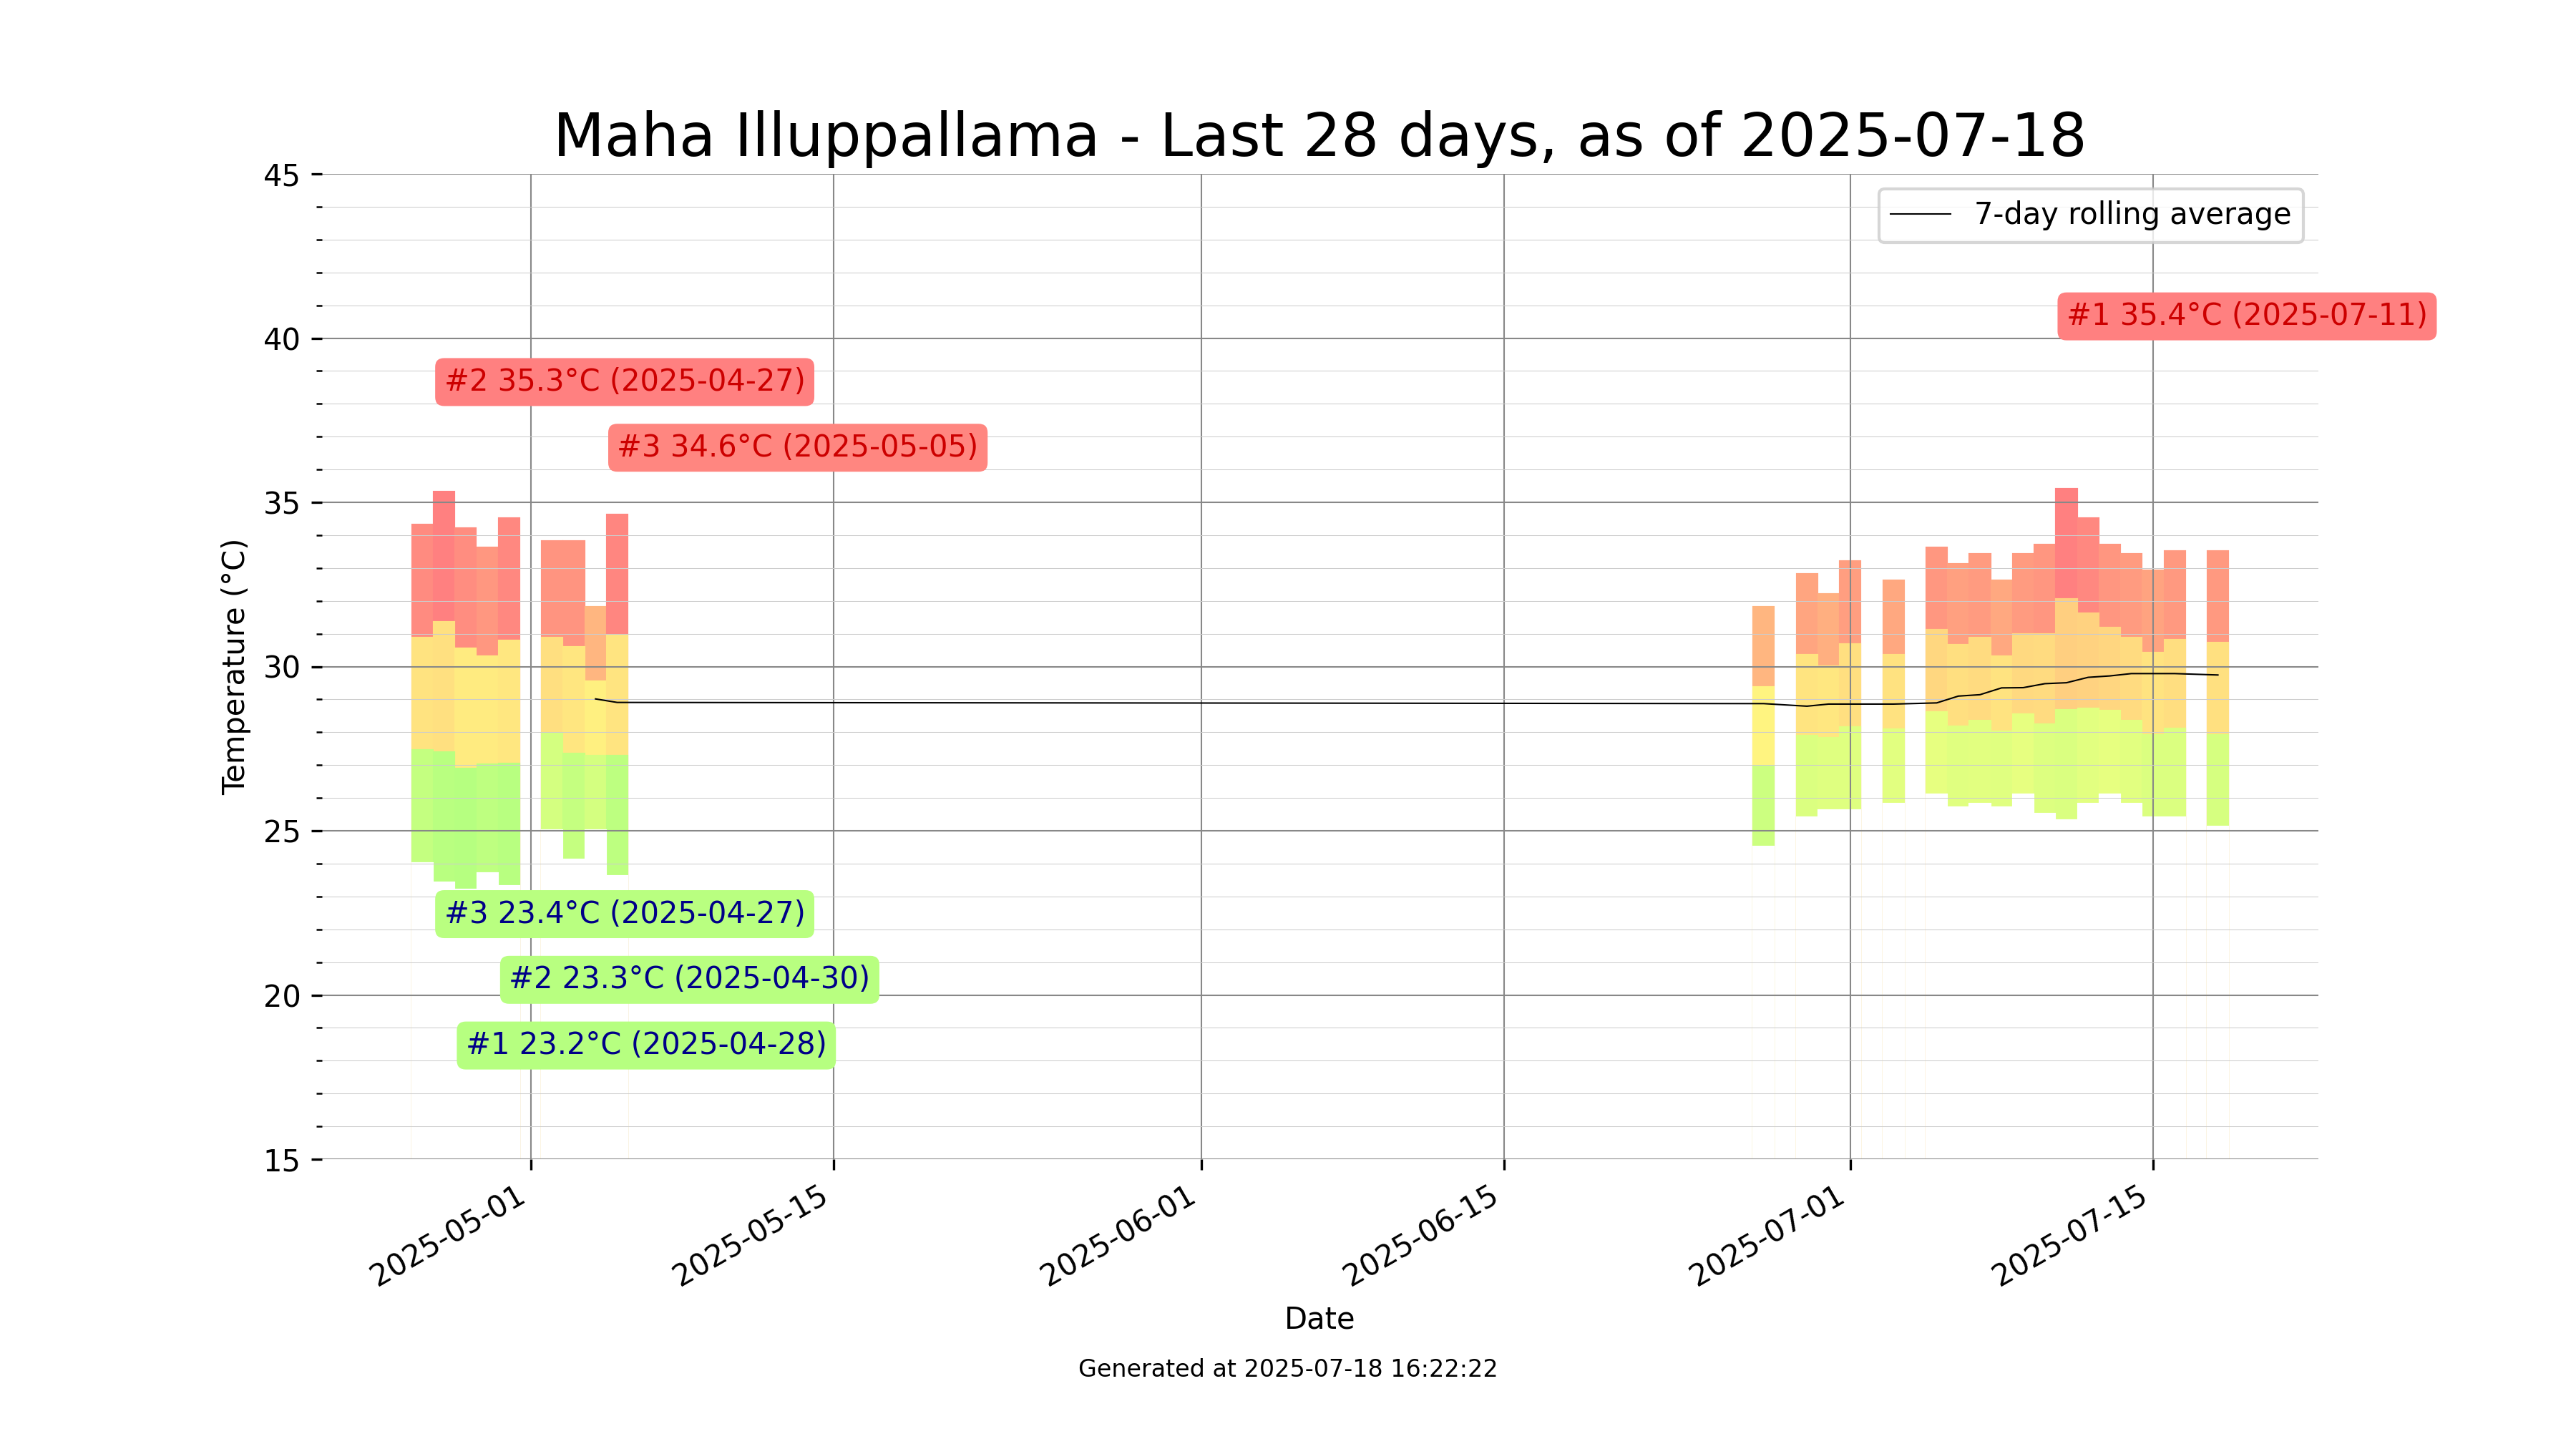 Maha Illuppallama - Last 28 days, as of 2025-07-18
45
7-day rolling average
#1 35.4°C (2025-07-11)
40
#2 35.3°C (2025-04-27)
#3 34.6°C (2025-05-05)
35
30
25
Temperature (°C)
#3 23.4°C (2025-04-27)
#2 23.3°C (2025-04-30)
20
#1 23.2°C (2025-04-28)
15
2025-05-01
2025-05-15
2025-06-01
2025-06-15
2025-07-01
2025-07-15
Date
Generated at 2025-07-18 16:22:22